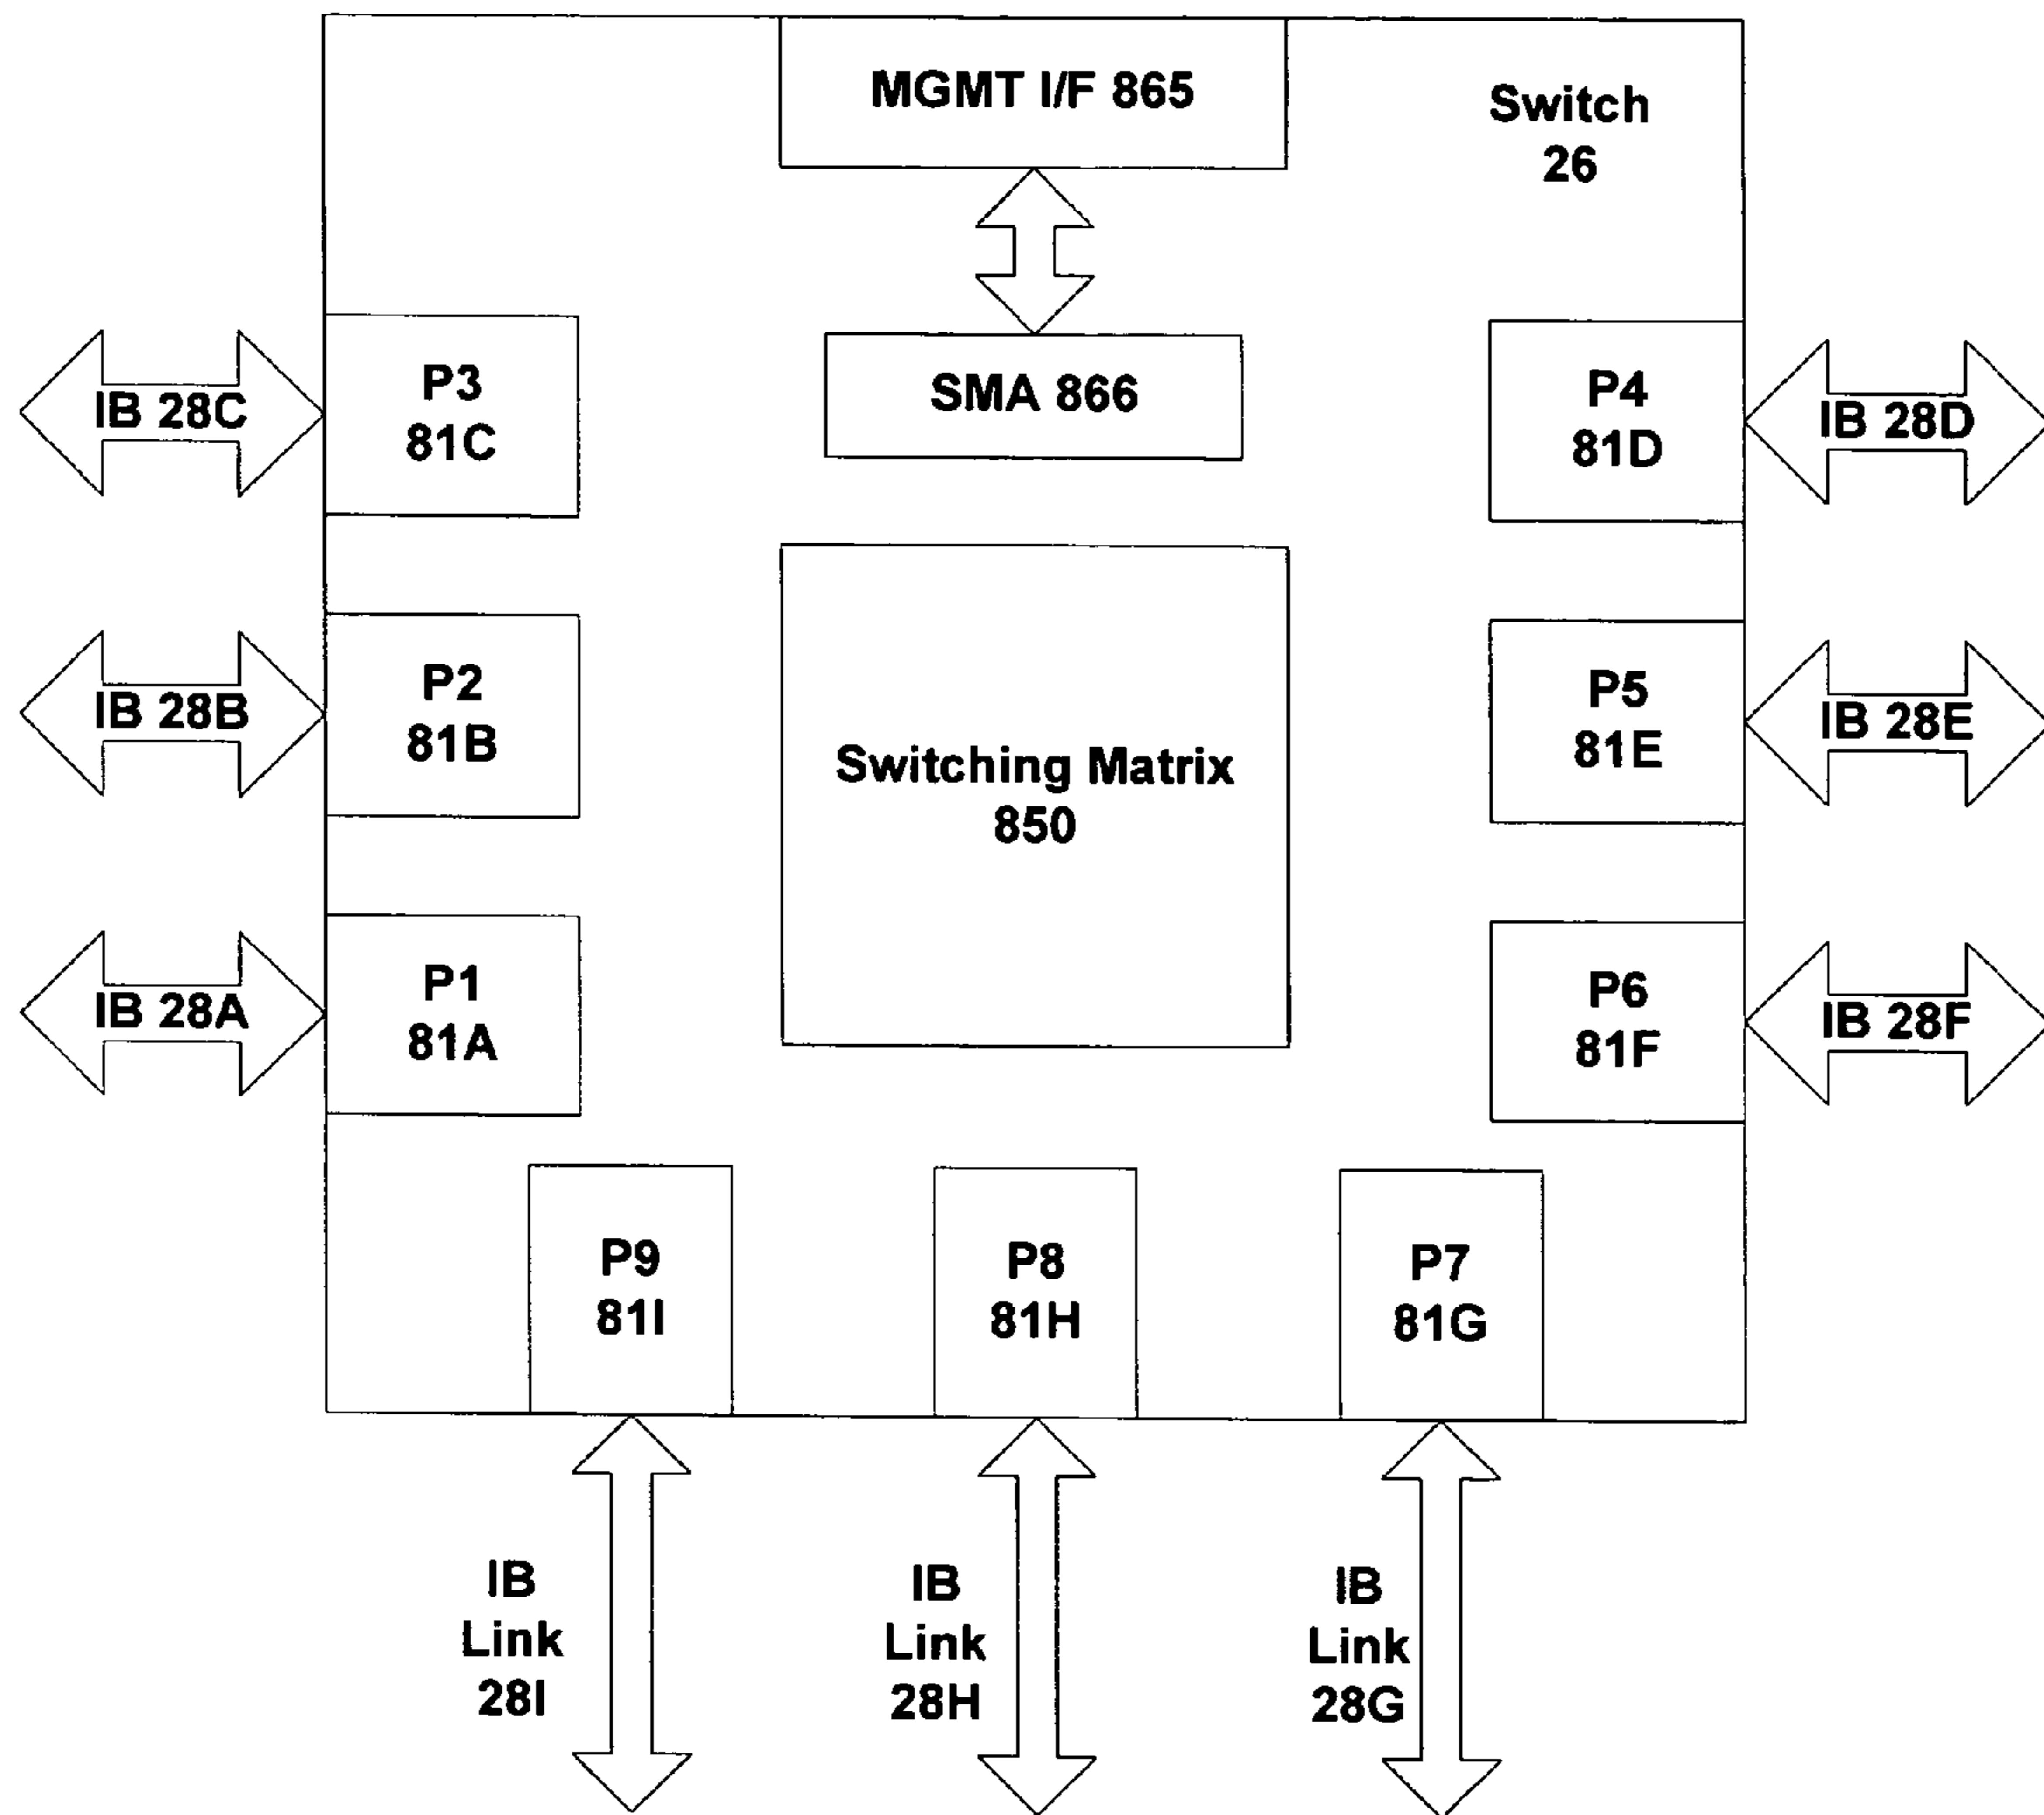 MGMT I/F 865
Switch
26
SMA 866
IB 28C
P3
81C
P4
81D
IB 28D
IB 28B
P2
81B
Switching Matrix
850
P5
81E
IB 28E
IB 28A
P1
81A
P6
81F
IB 28F
P9
81I
P8
81H
P7
81G
IB
Link
28I
IB
Link
28H
IB
Link
28G